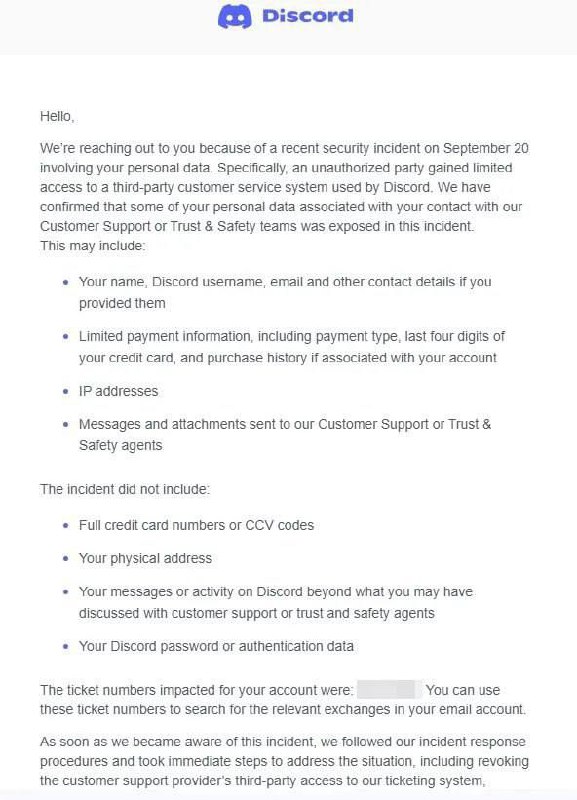 Discord
Hello,
We're reaching out to you because of a recent security incident on September 20
involving your personal data. Specifically, an unauthorized party gained limited
access to a third-party customer service system used by Discord. We have
confirmed that some of your personal data associated with your contact with our
Customer Support or Trust & Safety teams was exposed in this incident.
This may include:
• Your name, Discord username, email and other contact details if you
provided them
• Limited payment information, including payment type, last four digits of
your credit card, and purchase history if associated with your account
• IP addresses
• Messages and attachments sent to our Customer Support or Trust &
Safety agents
The incident did not include:
• Full credit card numbers or CCV codes
• Your physical address
• Your messages or activity on Discord beyond what you may have
discussed with customer support or trust and safety agents
• Your Discord password or authentication data
The ticket numbers impacted for your account were: You can use
these ticket numbers to search for the relevant exchanges in your email account.
As soon as we became aware of this incident, we followed our incident response
procedures and took immediate steps to address the situation, including revoking
the customer support provider's third-party access to our ticketing system,